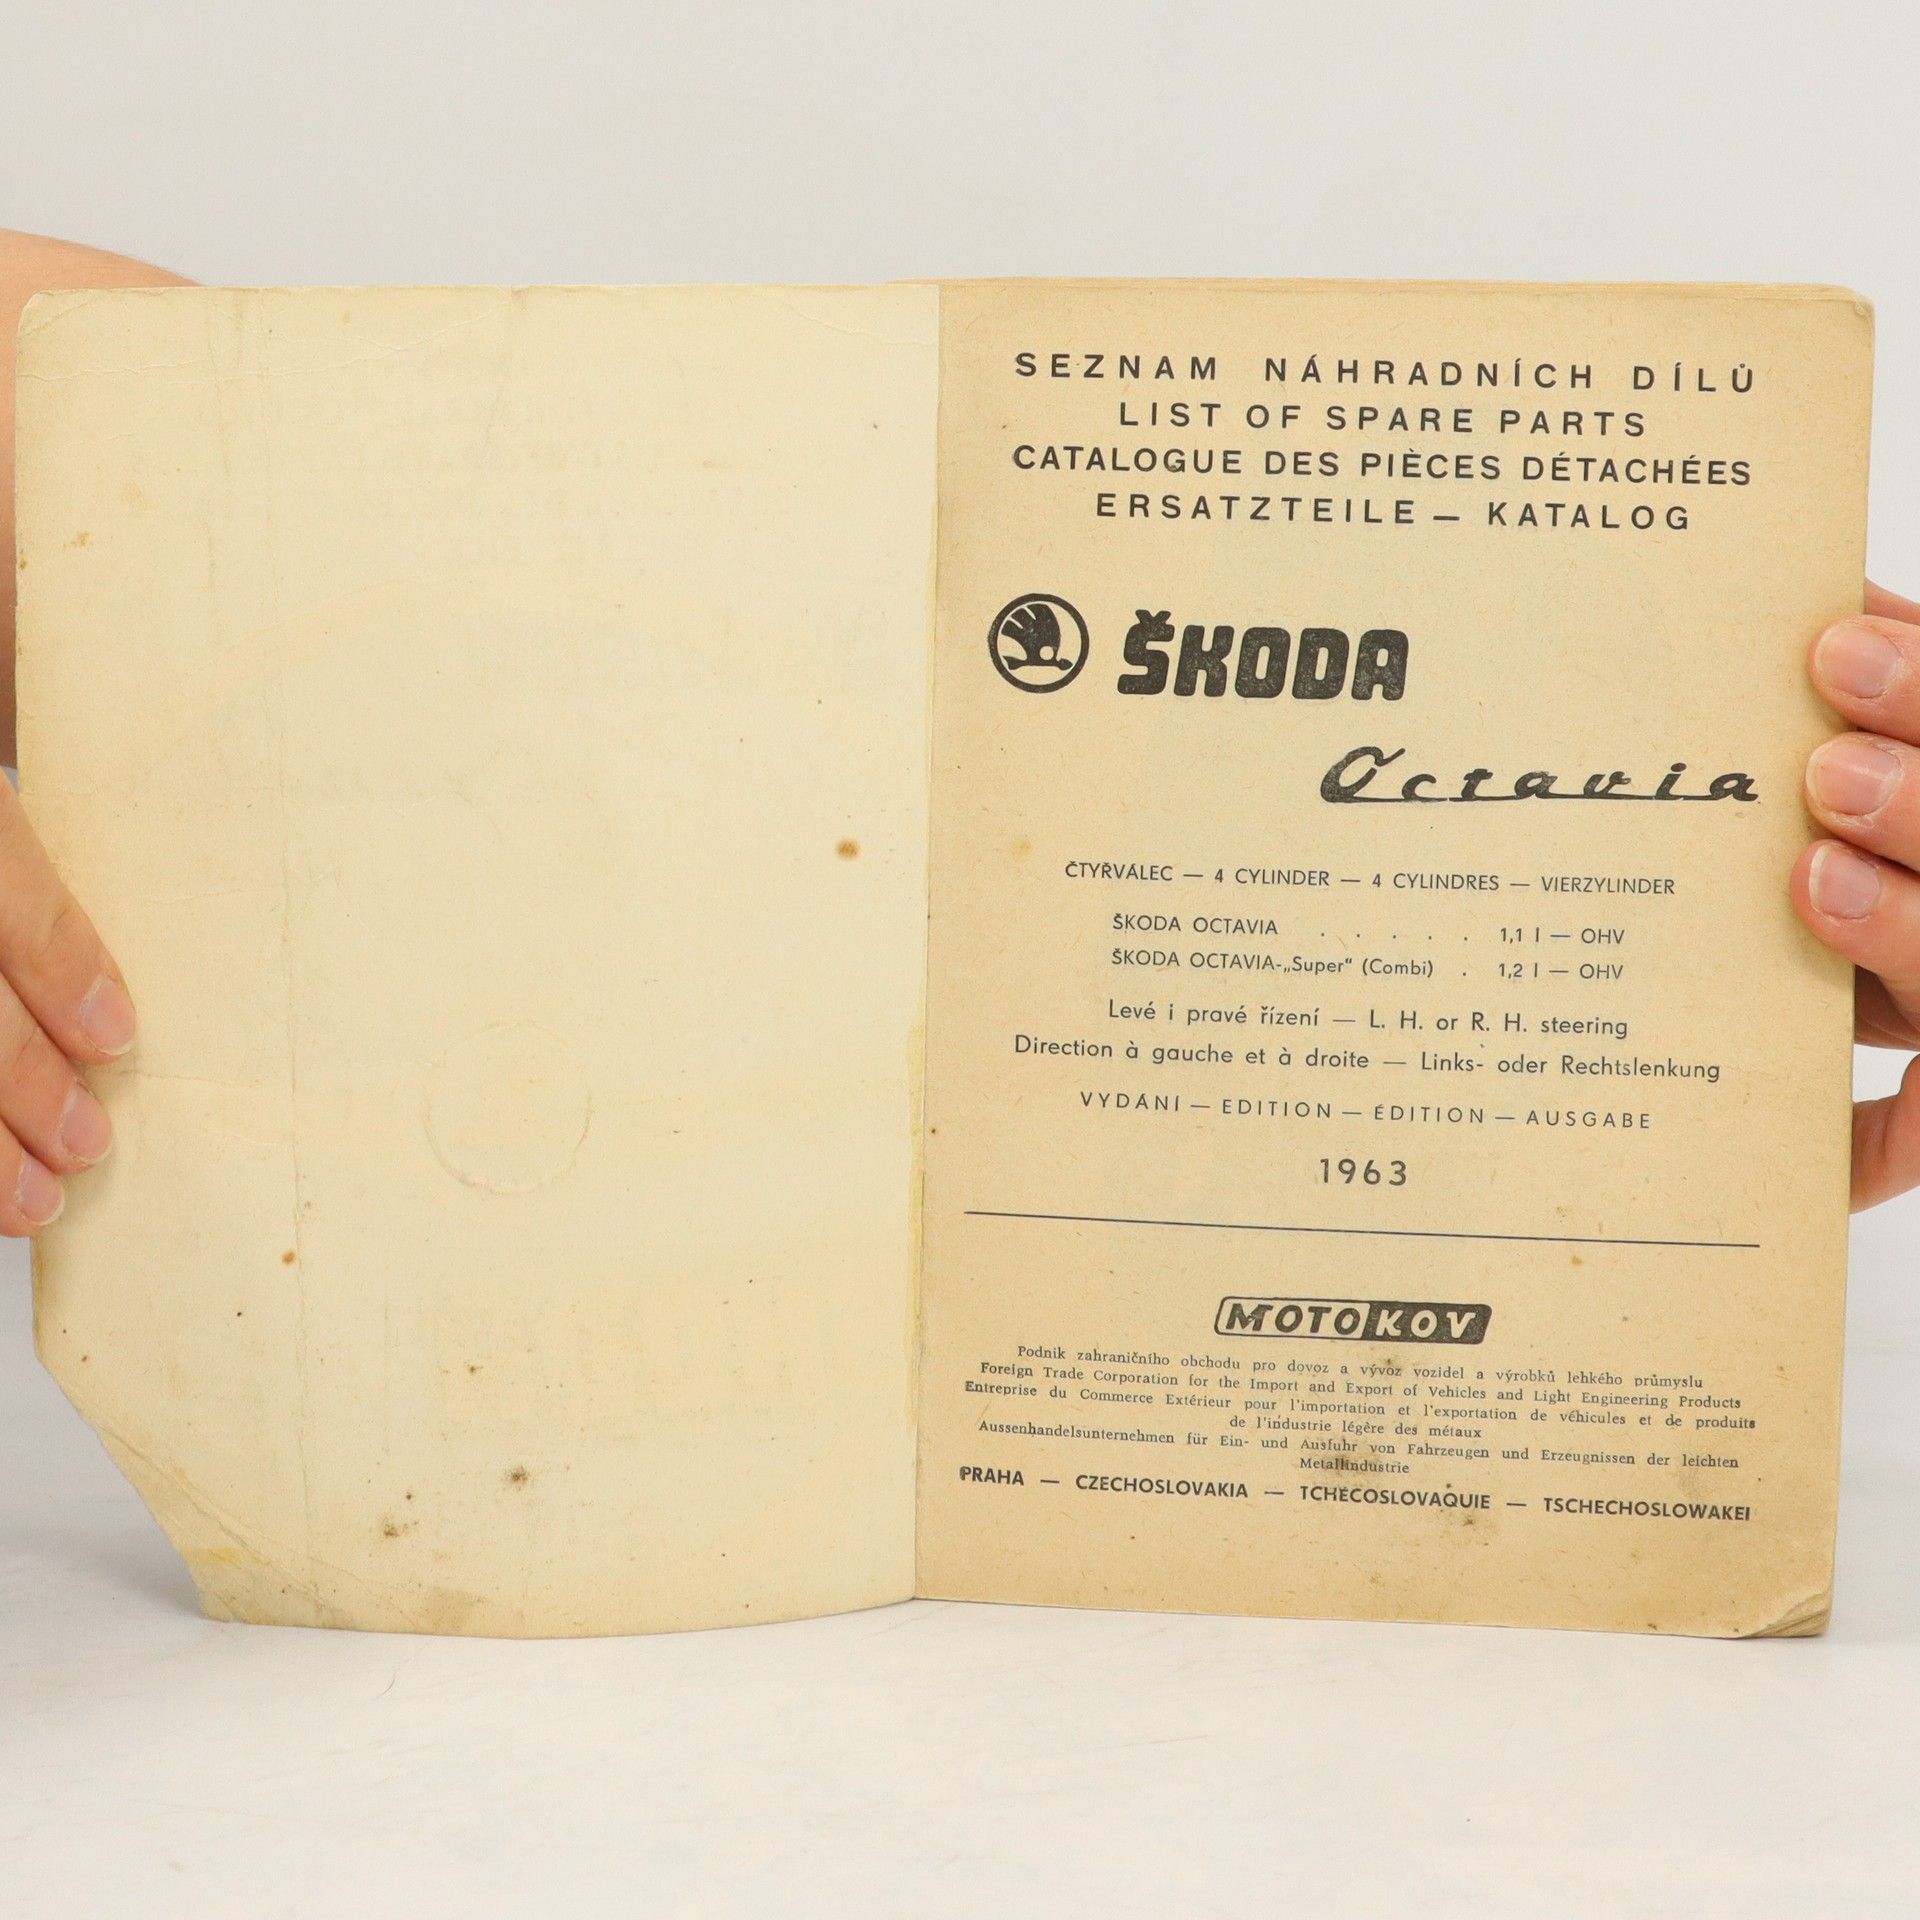 SEZNAM NÁHRADNÍCH DÍLŮ
LIST OF SPARE PARTS
CATALOGUE DES PIÈCES DÉTACHÉES
ERSATZTEILE — KATALOG
ŠKODA
Octavia
ČTYŘVÁLEC — 4 CYLINDER — 4 CYLINDRES — VIERZYLINDER
ŠKODA OCTAVIA . . . . . 1,1 l — OHV
ŠKODA OCTAVIA-„Super“ (Combi) . 1,2 l — OHV
Levé i pravé řízení — L. H. or R. H. steering
Direction à gauche et à droite — Links- oder Rechtslenkung
VYDÁNÍ — EDITION — ÉDITION — AUSGABE
1963
MOTOKOV
Podnik zahraničního obchodu pro dovoz a vývoz vozidel a výrobků lehkého průmyslu
Foreign Trade Corporation for the Import and Export of Vehicles and Light Engineering Products
Entreprise du Commerce Extérieur pour l'importation et l'exportation de véhicules et de produits
de l'industrie légère des métaux
Aussenhandelsunternehmen für Ein- und Ausfuhr von Fahrzeugen und Erzeugnissen der leichten
Metallindustrie
PRAHA — CZECHOSLOVAKIA — TCHÉCOSLOVAQUIE — TSCHECHOSLOWAKEI